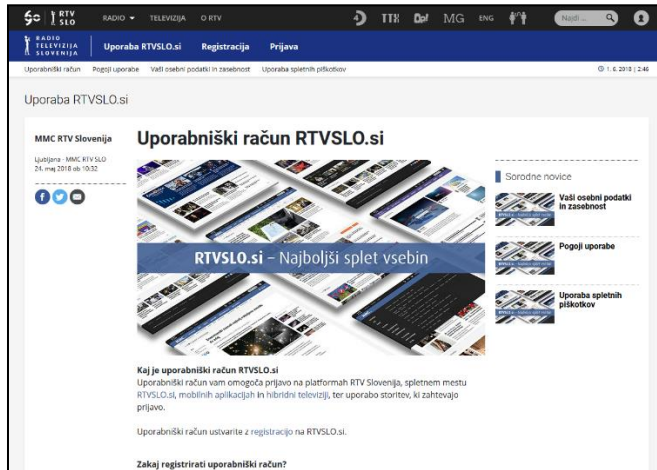 RTV SLO
RADIO TELEVIZIJA O RTV
4 TTX MG ENG
Najdi ...
RADIO TELEVIZIJA SLOVENIJA
Uporaba RTVSLO.si Registracija Prijava
Uporabniški račun Pogoji uporabe Vaši osebni podatki in zasebnost Uporaba spletnih piškotkov
1. 6. 2018 | 2:46
Uporaba RTVSLO.si
MMC RTV Slovenija
Ljubljana - MMC RTV SLO
24. maj 2018 ob 10:32
Uporabniški račun RTVSLO.si
RTVSLO.si – Najboljši splet vsebin
Kaj je uporabniški račun RTVSLO.si
Uporabniški račun vam omogoča prijavo na platformah RTV Slovenija, spletnem mestu
RTVSLO.si, mobilnih aplikacijah in hibridni televiziji, ter uporabo storitev, ki zahtevajo
prijavo.
Uporabniški račun ustvarite z registracijo na RTVSLO.si.
Zakaj registrirati uporabniški račun?
Sorodne novice
Vaši osebni podatki
in zasebnost
Pogoji uporabe
Uporaba spletnih
piškotkov